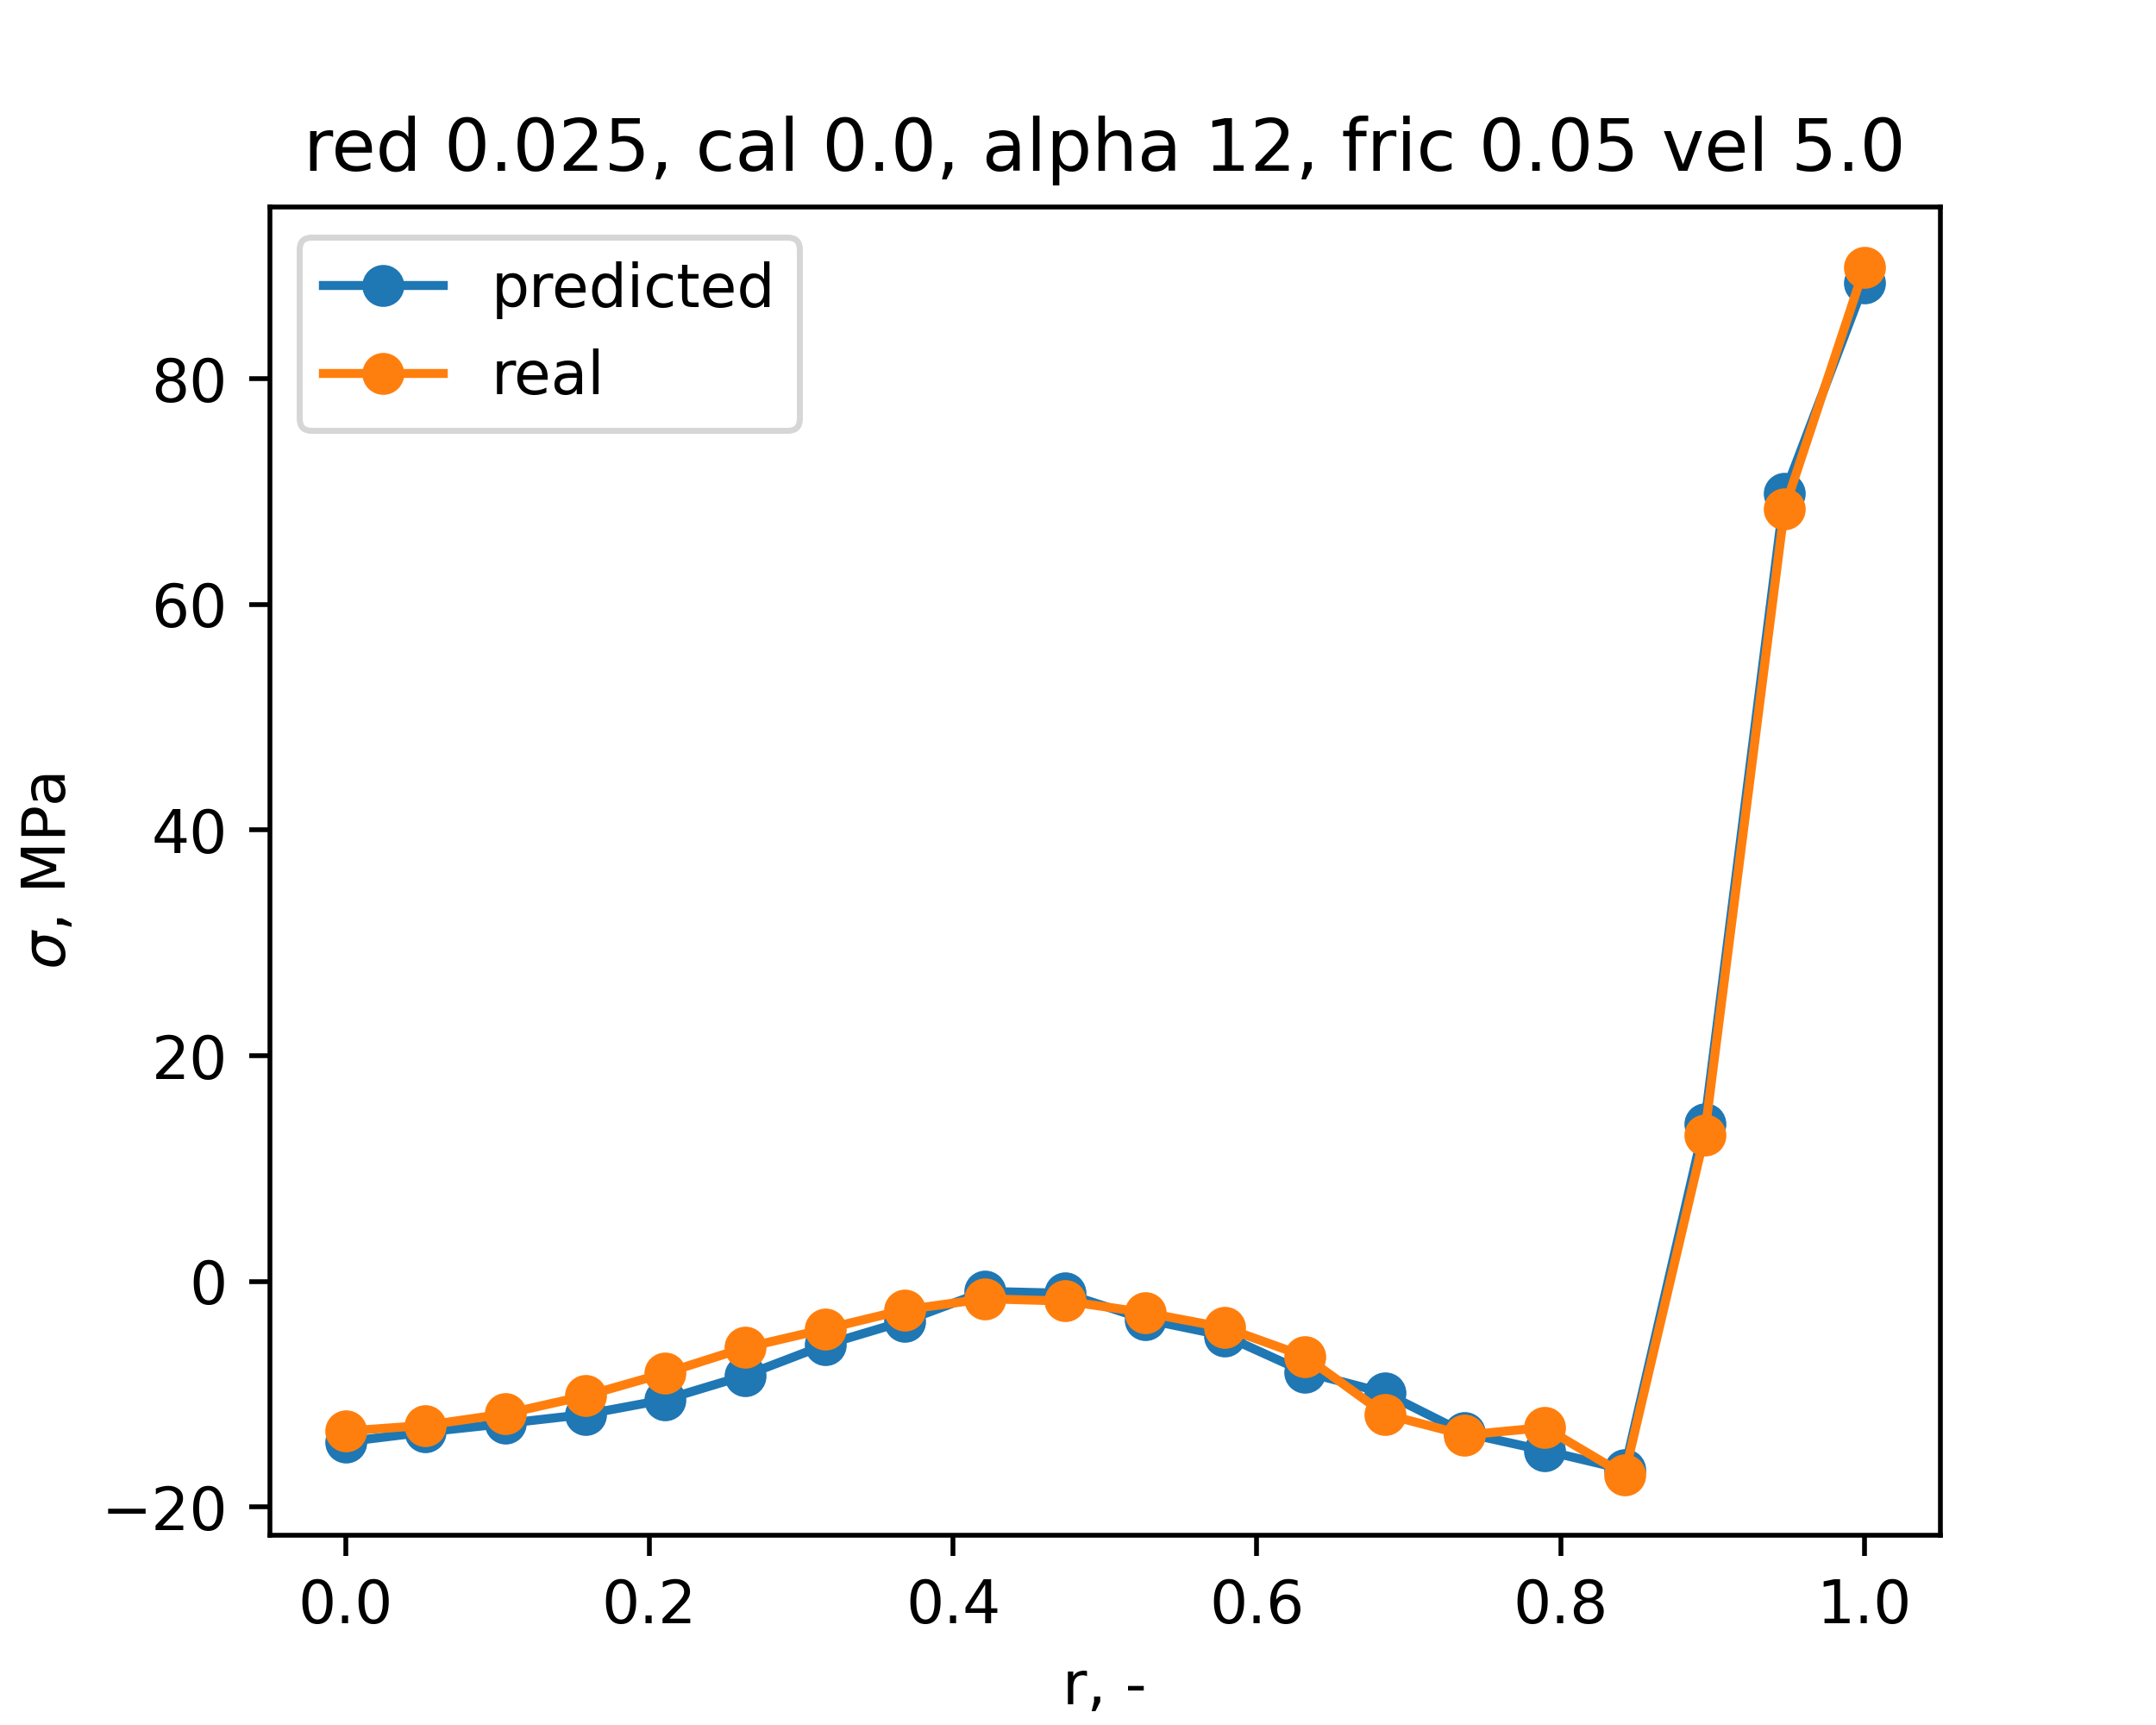 red 0.025, cal 0.0, alpha 12, fric 0.05 vel 5.0
predicted
real
80
60
40
20
0
−20
σ, MPa
0.0 0.2 0.4 0.6 0.8 1.0
r, -